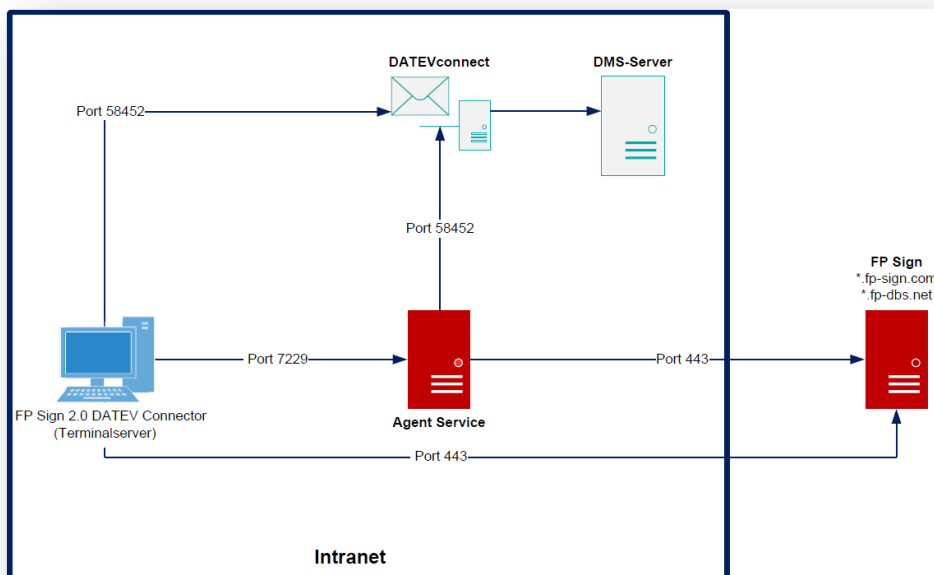 DATEVconnect
DMS-Server
Port 58452
Port 58452
FP Sign
*.fp-sign.com
*.fp-dbs.net
Port 7229
Port 443
FP Sign 2.0 DATEV Connector
(Terminalserver)
Agent Service
Port 443
Intranet